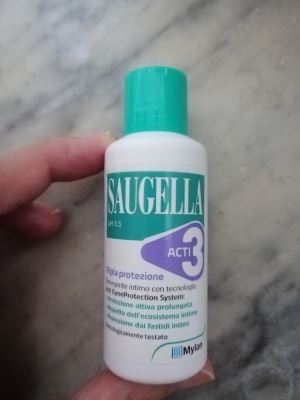 SAUGELLA
pH 3.5
ACTI 3
Tripla protezione
Detergente intimo con tecnologia
GyneProtection System:
Protezione attiva prolungata
Rispetto dell'ecosistema intimo
Protezione dai fastidi intimi
testato
Mylan